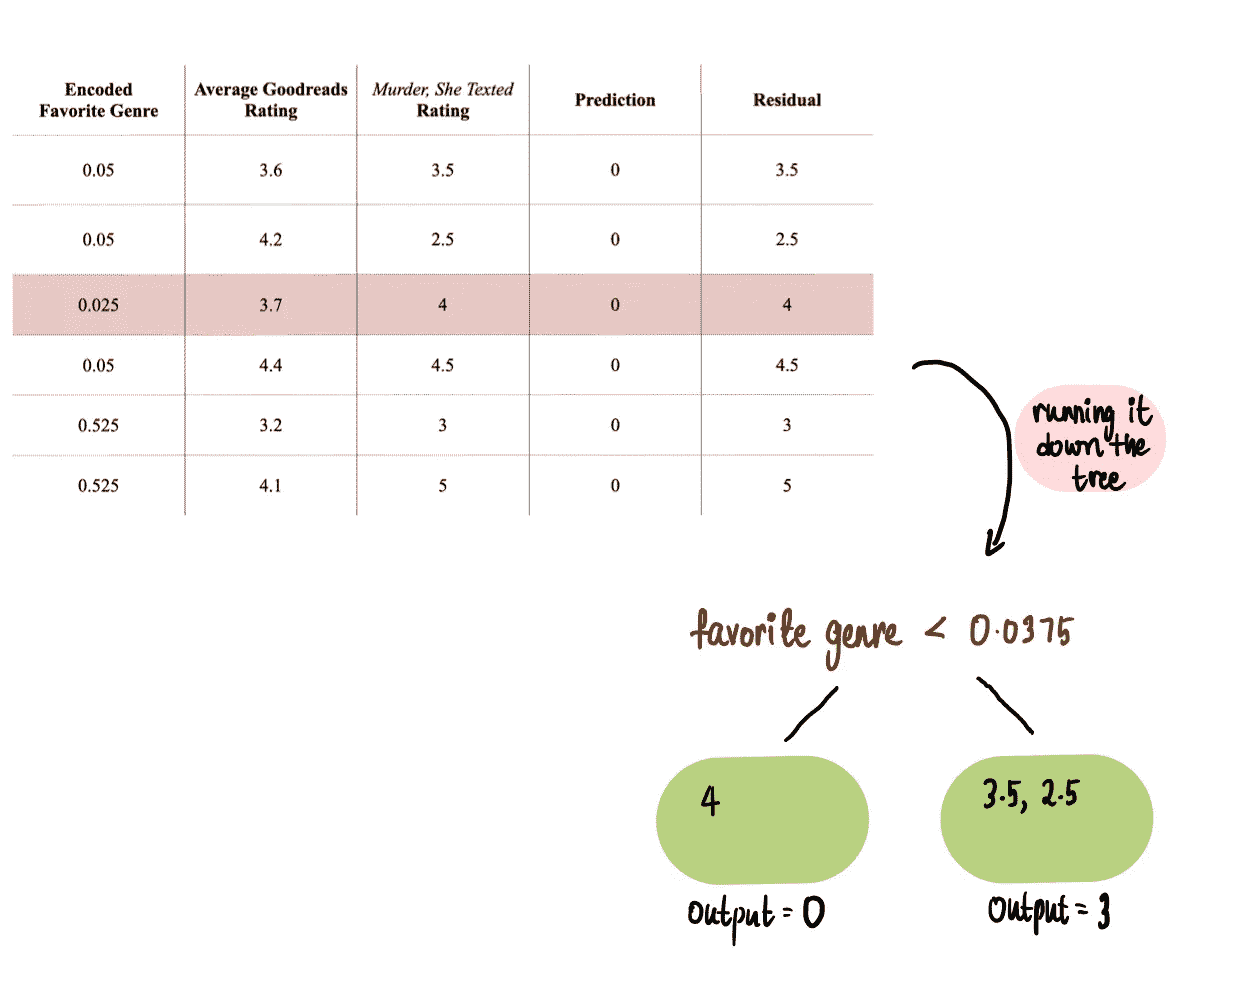 Encoded Favorite Genre Average Goodreads Rating Murder, She Texted Rating Prediction Residual
0.05 3.6 3.5 0 3.5
0.05 4.2 2.5 0 2.5
0.025 3.7 4 0 4
0.05 4.4 4.5 0 4.5
0.525 3.2 3 0 3
0.525 4.1 5 0 5
running it
down the
tree
favorite genre < 0.0375
4
3.5, 2.5
output = 0
output = 3